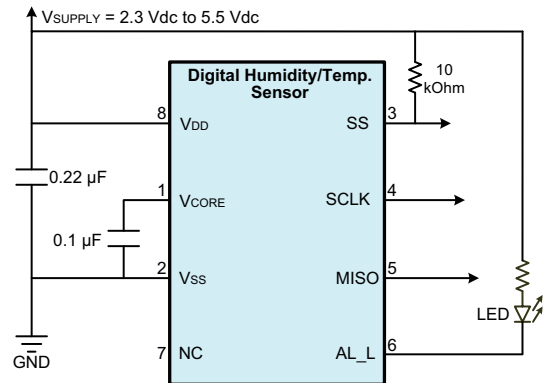 VSUPPLY = 2.3 Vdc to 5.5 Vdc
Digital Humidity/Temp.
Sensor
10
kOhm
8
VDD
SS
3
0.22 µF
1
VCORE
SCLK
4
0.1 µF
2
VSS
MISO
5
LED
7
NC
AL_L
6
GND